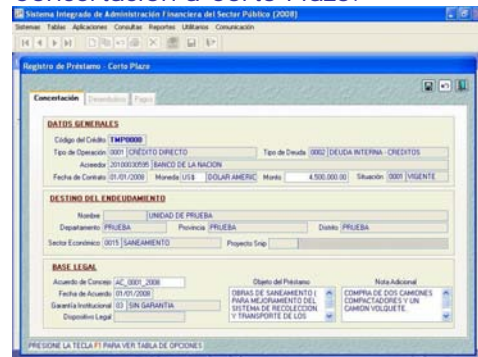 Concertación a Corto Plazo:
Sistema Integrado de Administración Financiera del Sector Público (2008)
Sistemas Tablas Aplicaciones Consultas Reportes Utilitarios Comunicación
Registro de Préstamo - Corto Plazo
Concertación Desembolsos Pagos
DATOS GENERALES
Código del Crédito TMP0008
Tipo de Operación 0001 CRÉDITO DIRECTO Tipo de Deuda 0002 DEUDA INTERNA - CREDITOS
Acreedor 20100030595 BANCO DE LA NACION
Fecha de Contrato 01/01/2008 Moneda US$ DOLAR AMERIC Monto 4.500,000.00 Situación 0001 VIGENTE
DESTINO DEL ENDEUDAMIENTO
Nombre UNIDAD DE PRUEBA
Departamento PRUEBA Provincia PRUEBA Distrito PRUEBA
Sector Económico 0015 SANEAMIENTO Proyecto Snip
BASE LEGAL
Acuerdo de Concejo AC_0001_2008 Objeto del Préstamo Nota Adicional
Fecha de Acuerdo 01/01/2008
Garantía Institucional 03 SIN GARANTIA
Dispositivo Legal
OBRAS DE SANEAMIENTO (
PARA MEJORAMIENTO DEL
SISTEMA DE RECOLECCION
Y TRANSPORTE DE LOS
COMPRA DE DOS CAMIONES
COMPACTADORES Y UN
CAMION VOLQUETE.
PRESIONE LA TECLA F1 PARA VER TABLA DE OPCIONES